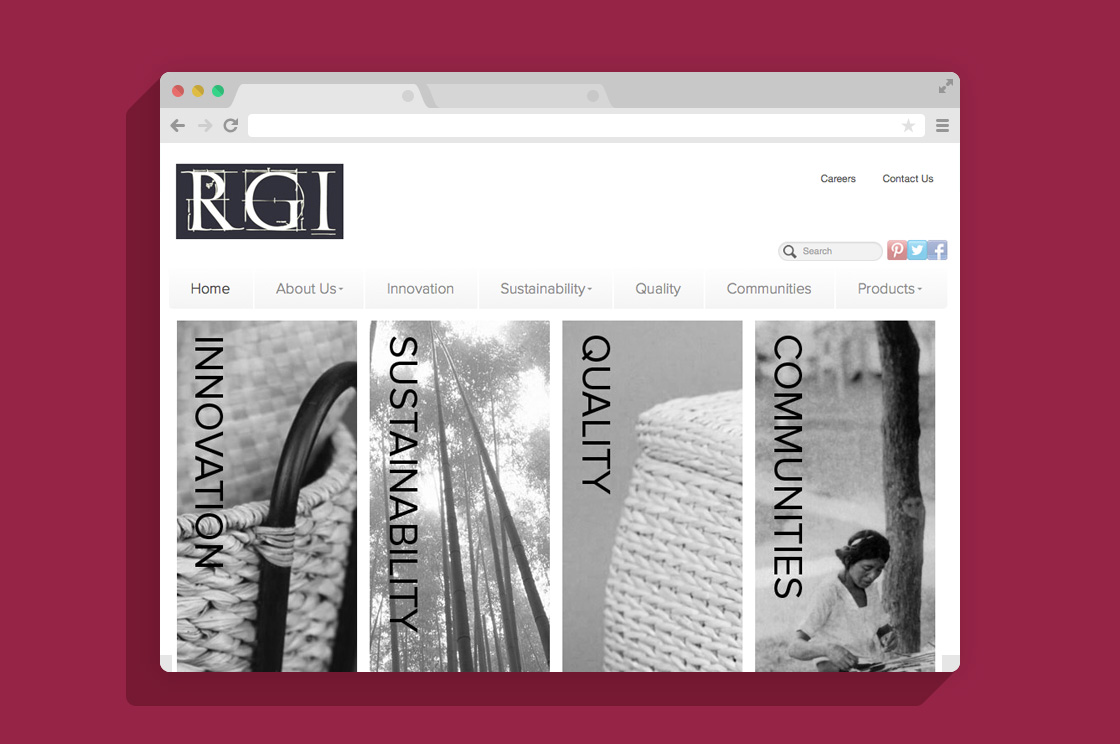 RGI
Careers Contact Us
Search
Home About Us Innovation Sustainability Quality Communities Products
INNOVATION
SUSTAINABILITY
QUALITY
COMMUNITIES